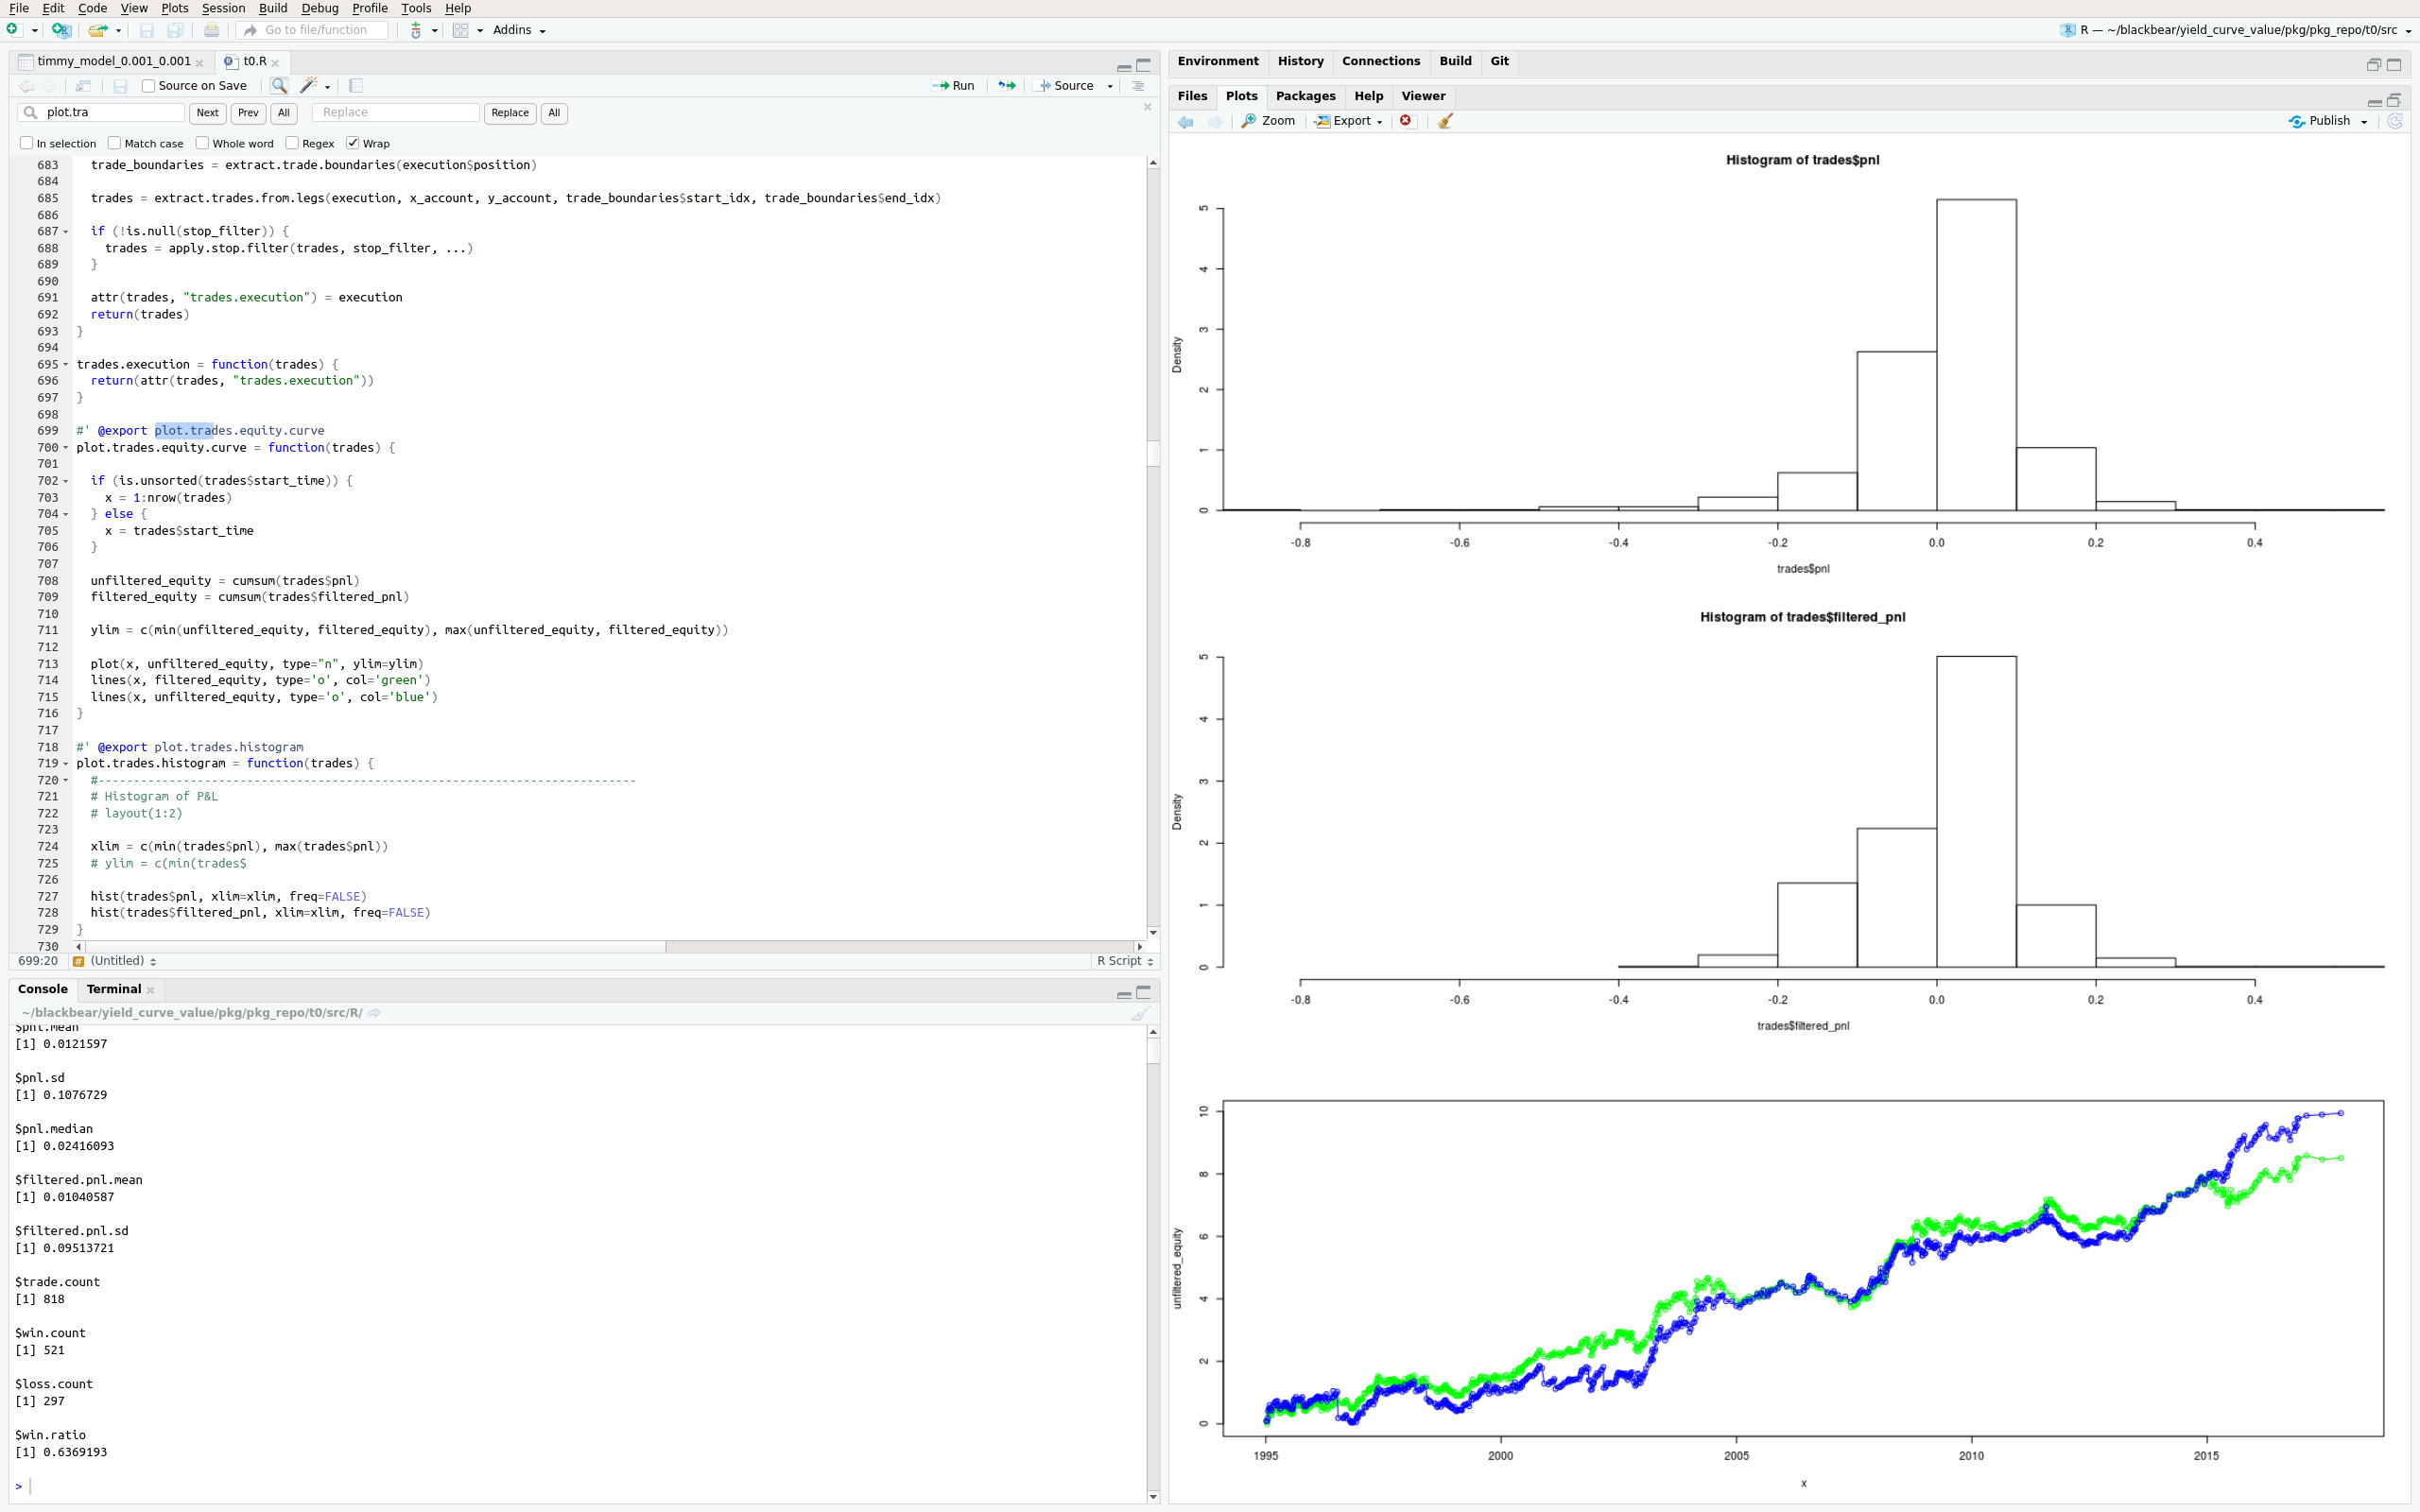 File Edit Code View Plots Session Build Debug Profile Tools Help
Go to file/function Addins R — ~/blackbear/yield_curve_value/pkg/pkg_repo/t0/src
timmy_model_0.001_0.001 t0.R
Source on Save Run Source
plot.tra Next Prev All Replace Replace All
In selection Match case Whole word Regex Wrap
683 trade_boundaries = extract.trade.boundaries(execution$position)
684
685 trades = extract.trades.from.legs(execution, x_account, y_account, trade_boundaries$start_idx, trade_boundaries$end_idx)
686
687 if (!is.null(stop_filter)) {
688 trades = apply.stop.filter(trades, stop_filter, ...)
689 }
690
691 attr(trades, "trades.execution") = execution
692 return(trades)
693 }
694
695 trades.execution = function(trades) {
696 return(attr(trades, "trades.execution"))
697 }
698
699 #' @export plot.trades.equity.curve
700 plot.trades.equity.curve = function(trades) {
701
702 if (is.unsorted(trades$start_time)) {
703 x = 1:nrow(trades)
704 } else {
705 x = trades$start_time
706 }
707
708 unfiltered_equity = cumsum(trades$pnl)
709 filtered_equity = cumsum(trades$filtered_pnl)
710
711 ylim = c(min(unfiltered_equity, filtered_equity), max(unfiltered_equity, filtered_equity))
712
713 plot(x, unfiltered_equity, type="n", ylim=ylim)
714 lines(x, filtered_equity, type='o', col='green')
715 lines(x, unfiltered_equity, type='o', col='blue')
716 }
717
718 #' @export plot.trades.histogram
719 plot.trades.histogram = function(trades) {
720 #----------------------------------------------------------------------------
721 # Histogram of P&L
722 # layout(1:2)
723
724 xlim = c(min(trades$pnl), max(trades$pnl))
725 # ylim = c(min(trades$
726
727 hist(trades$pnl, xlim=xlim, freq=FALSE)
728 hist(trades$filtered_pnl, xlim=xlim, freq=FALSE)
729 }
730
699:20 # (Untitled) R Script
Console Terminal
~/blackbear/yield_curve_value/pkg/pkg_repo/t0/src/R/
$pnl.mean
[1] 0.0121597
$pnl.sd
[1] 0.1076729
$pnl.median
[1] 0.02416093
$filtered.pnl.mean
[1] 0.01040587
$filtered.pnl.sd
[1] 0.09513721
$trade.count
[1] 818
$win.count
[1] 521
$loss.count
[1] 297
$win.ratio
[1] 0.6369193
>
Environment History Connections Build Git
Files Plots Packages Help Viewer
Zoom Export Publish
Histogram of trades$pnl
Density
0 1 2 3 4 5
-0.8 -0.6 -0.4 -0.2 0.0 0.2 0.4
trades$pnl
Histogram of trades$filtered_pnl
Density
0 1 2 3 4 5
-0.8 -0.6 -0.4 -0.2 0.0 0.2 0.4
trades$filtered_pnl
unfiltered_equity
0 2 4 6 8 10
1995 2000 2005 2010 2015
x